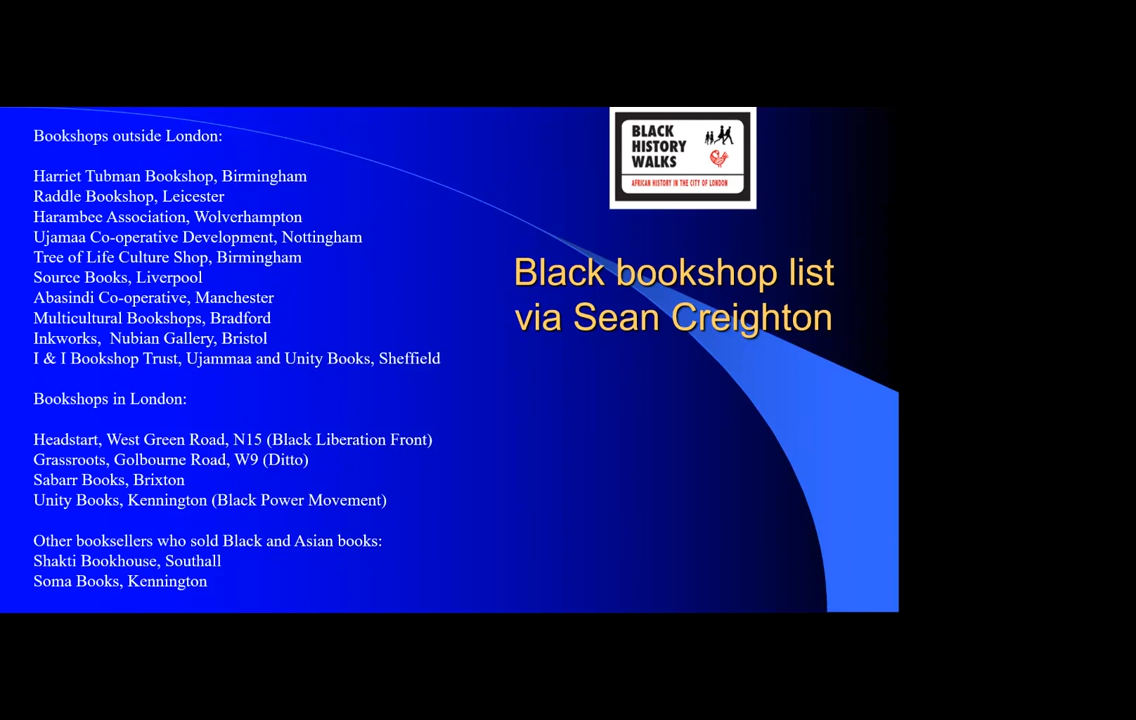 Bookshops outside London:
Harriet Tubman Bookshop, Birmingham
Raddle Bookshop, Leicester
Harambee Association, Wolverhampton
Ujamaa Co-operative Development, Nottingham
Tree of Life Culture Shop, Birmingham
Source Books, Liverpool
Abasindi Co-operative, Manchester
Multicultural Bookshops, Bradford
Inkworks,  Nubian Gallery, Bristol
I & I Bookshop Trust, Ujammaa and Unity Books, Sheffield
Bookshops in London:
Headstart, West Green Road, N15 (Black Liberation Front)
Grassroots, Golbourne Road, W9 (Ditto)
Sabarr Books, Brixton
Unity Books, Kennington (Black Power Movement)
Other booksellers who sold Black and Asian books:
Shakti Bookhouse, Southall
Soma Books, Kennington
BLACK
HISTORY
WALKS
AFRICAN HISTORY IN THE CITY OF LONDON
Black bookshop list
via Sean Creighton